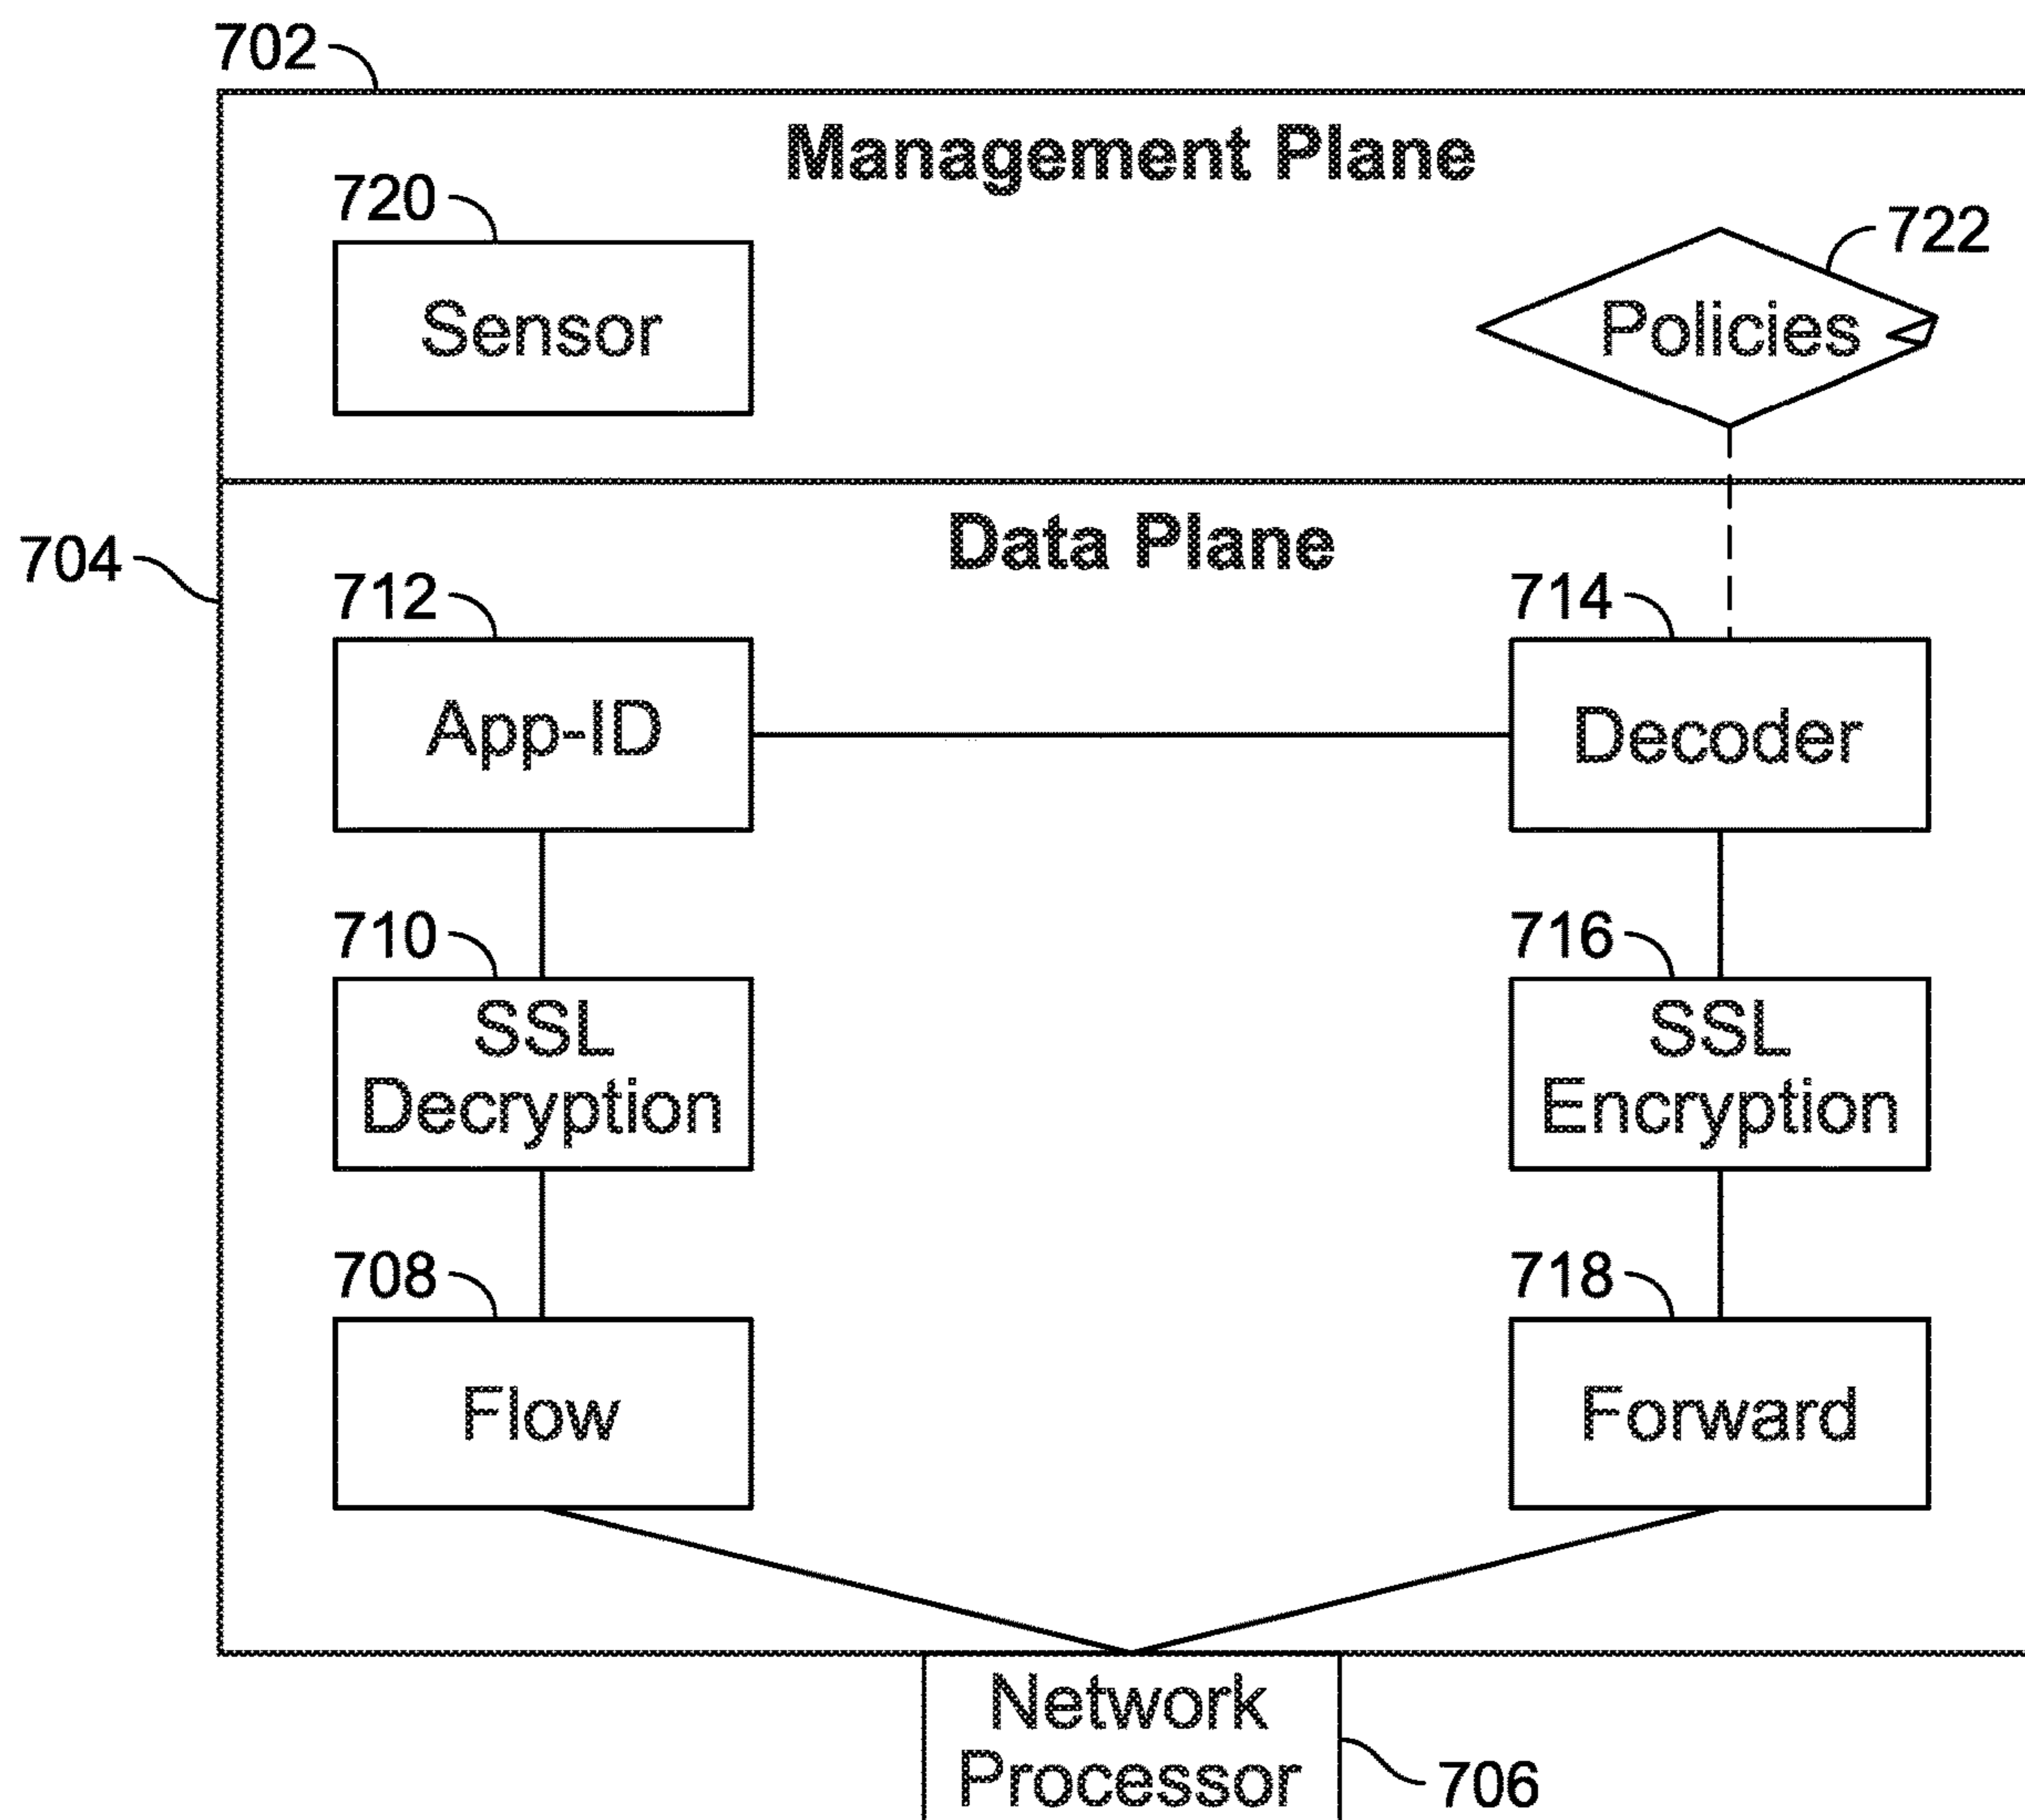 702
Management Plane
720
722
Sensor
Policies
704
Data Plane
712
714
App-ID
Decoder
710
716
SSL
Decryption
SSL
Encryption
708
718
Flow
Forward
Network
Processor
706